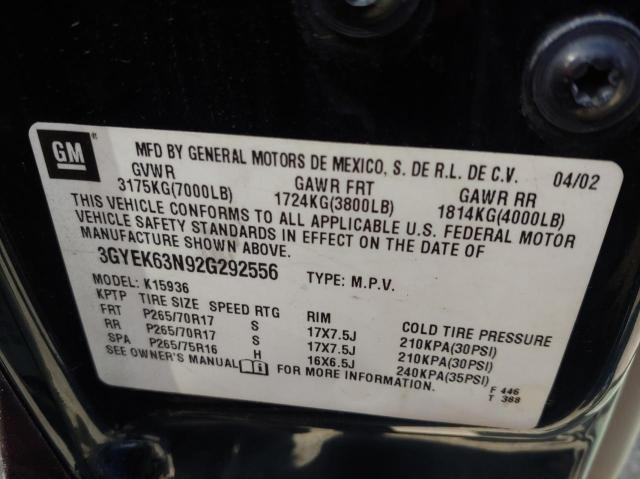 GM
MFD BY GENERAL MOTORS DE MEXICO, S. DE R.L. DE C.V. 04/02
GVWR GAWR FRT GAWR RR
3175KG(7000LB) 1724KG(3800LB) 1814KG(4000LB)
THIS VEHICLE CONFORMS TO ALL APPLICABLE U.S. FEDERAL MOTOR
VEHICLE SAFETY STANDARDS IN EFFECT ON THE DATE OF
MANUFACTURE SHOWN ABOVE.
3GYEK63N92G292556 TYPE: M.P.V.
MODEL: K15936
KPTP TIRE SIZE SPEED RTG RIM COLD TIRE PRESSURE
FRT P265/70R17 S 17X7.5J 210KPA(30PSI)
RR P265/70R17 S 17X7.5J 210KPA(30PSI)
SPA P265/75R16 H 16X6.5J 240KPA(35PSI)
SEE OWNER'S MANUAL FOR MORE INFORMATION. F 446
T 388